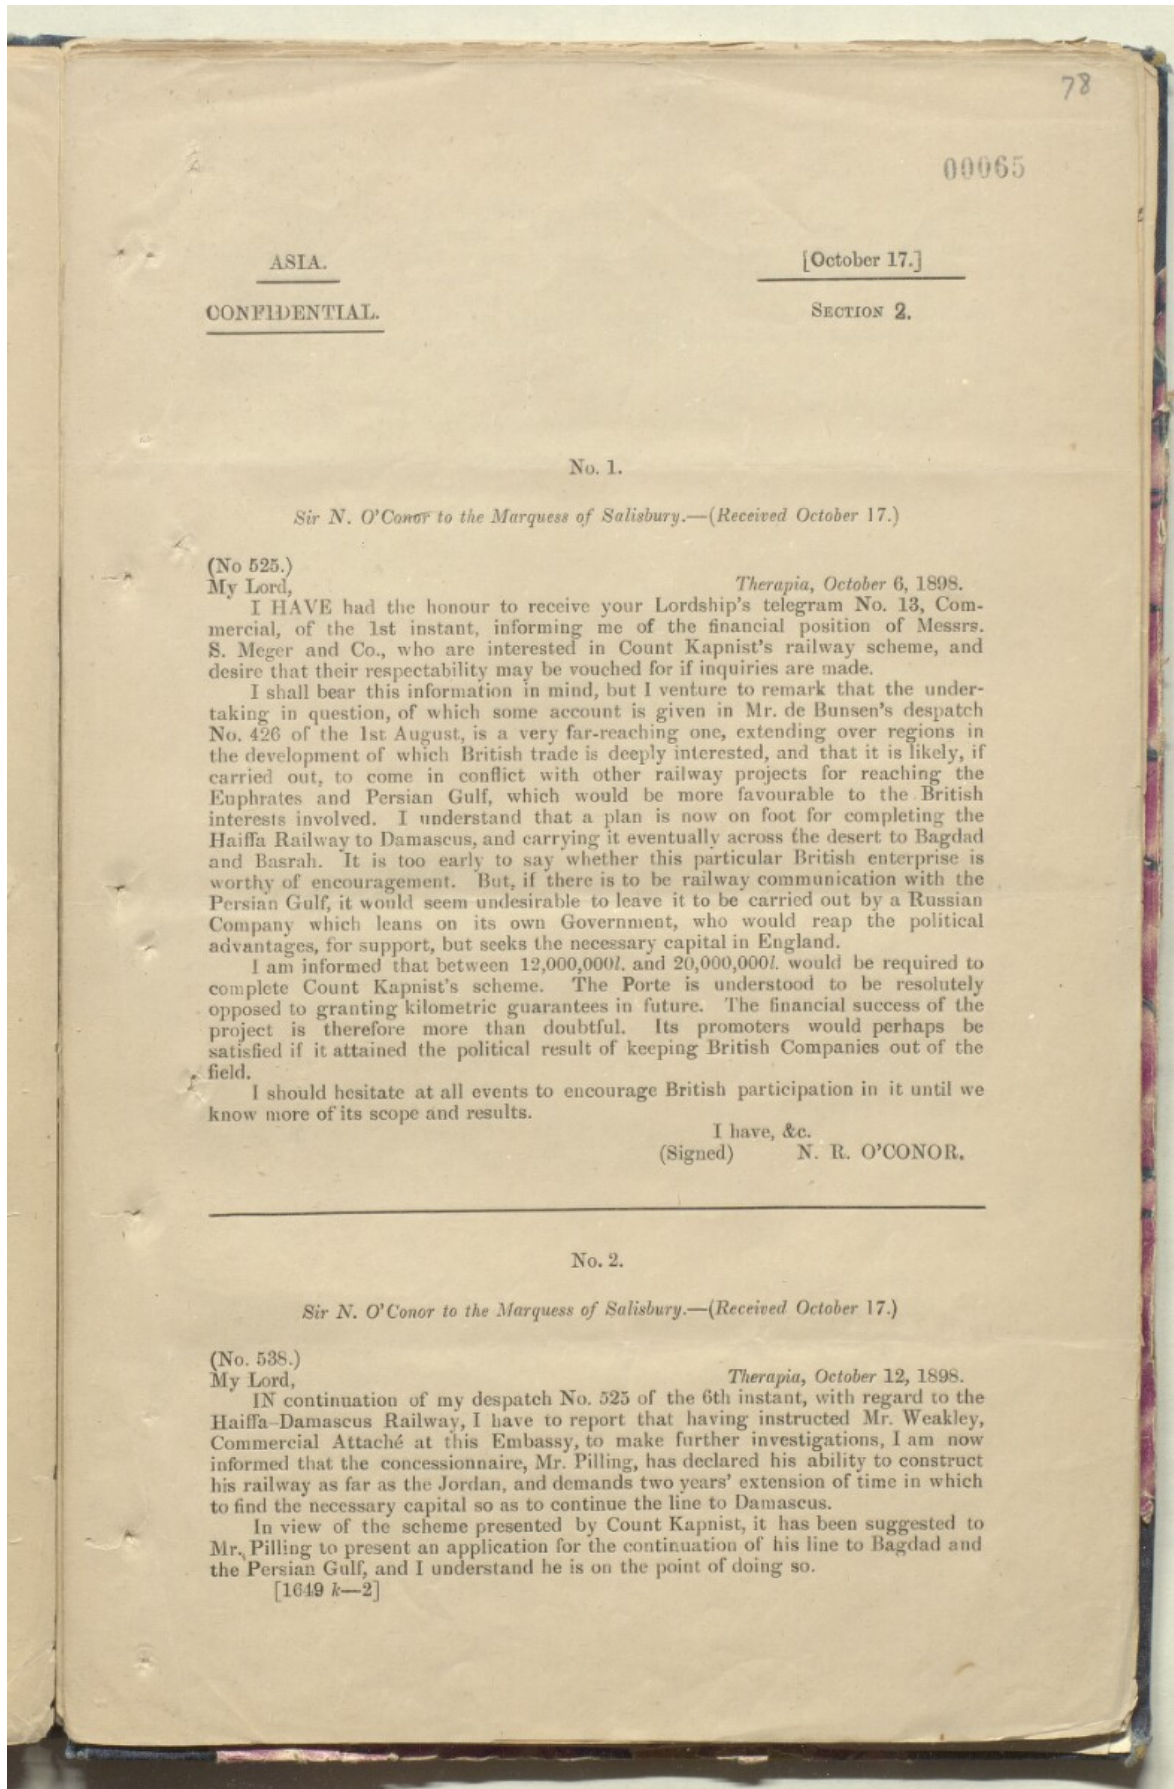 78
00065
ASIA.
[October 17.]
CONFIDENTIAL.
SECTION 2.
No. 1.
Sir N. O'Conor to the Marquess of Salisbury.—(Received October 17.)
(No 525.)
My Lord,
Therapia, October 6, 1898.
I HAVE had the honour to receive your Lordship's telegram No. 13, Com-
mercial, of the 1st instant, informing me of the financial position of Messrs.
S. Meger and Co., who are interested in Count Kapnist's railway scheme, and
desire that their respectability may be vouched for if inquiries are made.
I shall bear this information in mind, but I venture to remark that the under-
taking in question, of which some account is given in Mr. de Bunsen's despatch
No. 426 of the 1st August, is a very far-reaching one, extending over regions in
the development of which British trade is deeply interested, and that it is likely, if
carried out, to come in conflict with other railway projects for reaching the
Euphrates and Persian Gulf, which would be more favourable to the British
interests involved. I understand that a plan is now on foot for completing the
Haiffa Railway to Damascus, and carrying it eventually across the desert to Bagdad
and Basrah. It is too early to say whether this particular British enterprise is
worthy of encouragement. But, if there is to be railway communication with the
Persian Gulf, it would seem undesirable to leave it to be carried out by a Russian
Company which leans on its own Government, who would reap the political
advantages, for support, but seeks the necessary capital in England.
I am informed that between 12,000,000l. and 20,000,000l. would be required to
complete Count Kapnist's scheme. The Porte is understood to be resolutely
opposed to granting kilometric guarantees in future. The financial success of the
project is therefore more than doubtful. Its promoters would perhaps be
satisfied if it attained the political result of keeping British Companies out of the
field.
I should hesitate at all events to encourage British participation in it until we
know more of its scope and results.
I have, &c.
(Signed) N. R. O'CONOR.
No. 2.
Sir N. O'Conor to the Marquess of Salisbury.—(Received October 17.)
(No. 538.)
My Lord,
Therapia, October 12, 1898.
IN continuation of my despatch No. 525 of the 6th instant, with regard to the
Haiffa-Damascus Railway, I have to report that having instructed Mr. Weakley,
Commercial Attaché at this Embassy, to make further investigations, I am now
informed that the concessionnaire, Mr. Pilling, has declared his ability to construct
his railway as far as the Jordan, and demands two years' extension of time in which
to find the necessary capital so as to continue the line to Damascus.
In view of the scheme presented by Count Kapnist, it has been suggested to
Mr. Pilling to present an application for the continuation of his line to Bagdad and
the Persian Gulf, and I understand he is on the point of doing so.
[1649 k—2]